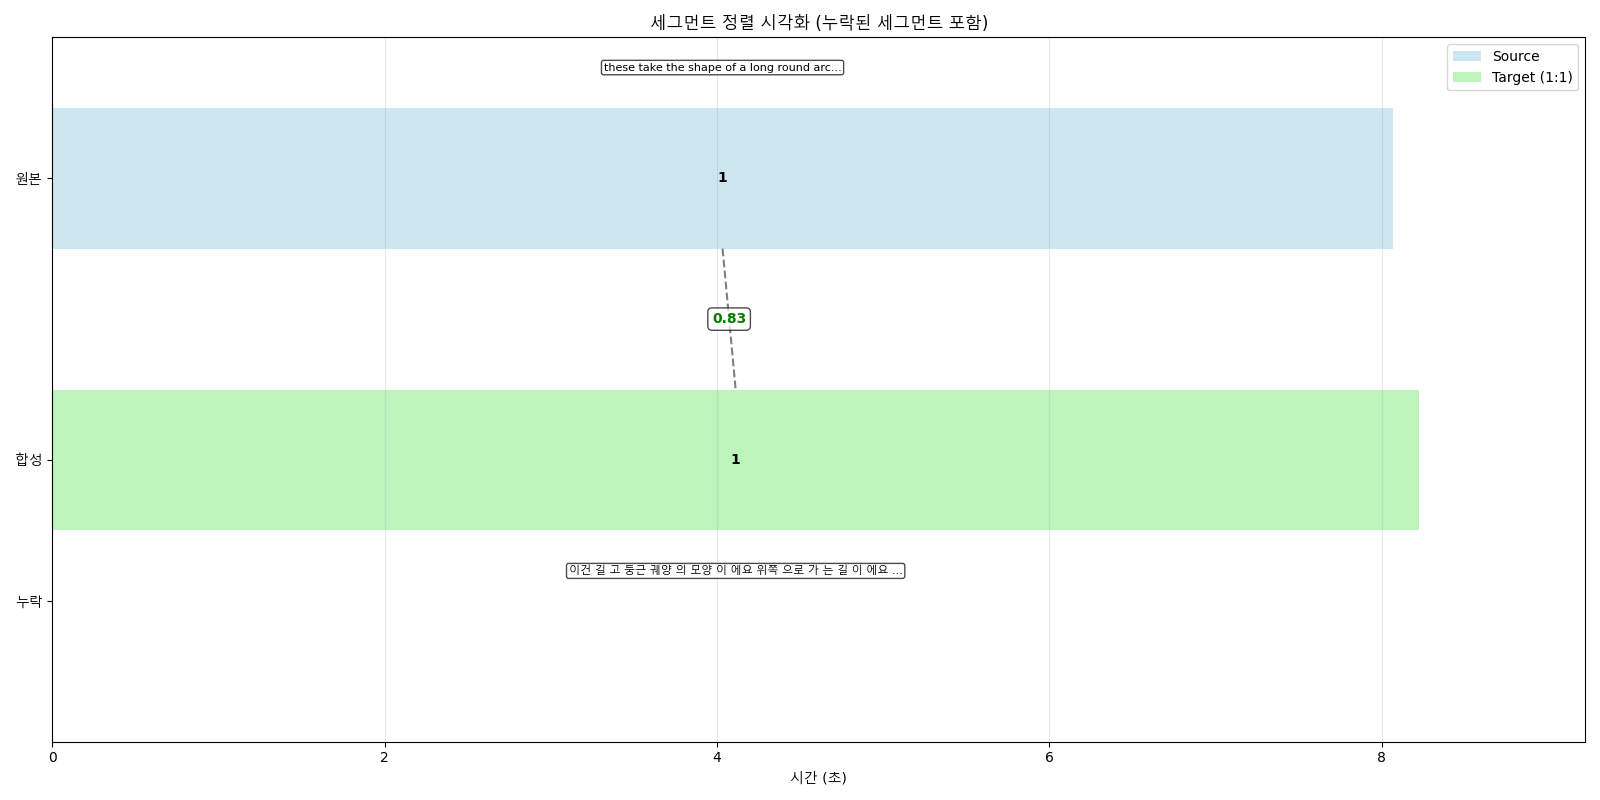 세그먼트 정렬 시각화 (누락된 세그먼트 포함)
Source
Target (1:1)
these take the shape of a long round arc...
원본
1
0.83
합성
1
이건 길 고 둥근 궤양 의 모양 이 에요 위쪽 으로 가 는 길 이 에요 ...
누락
0 2 4 6 8
시간 (초)